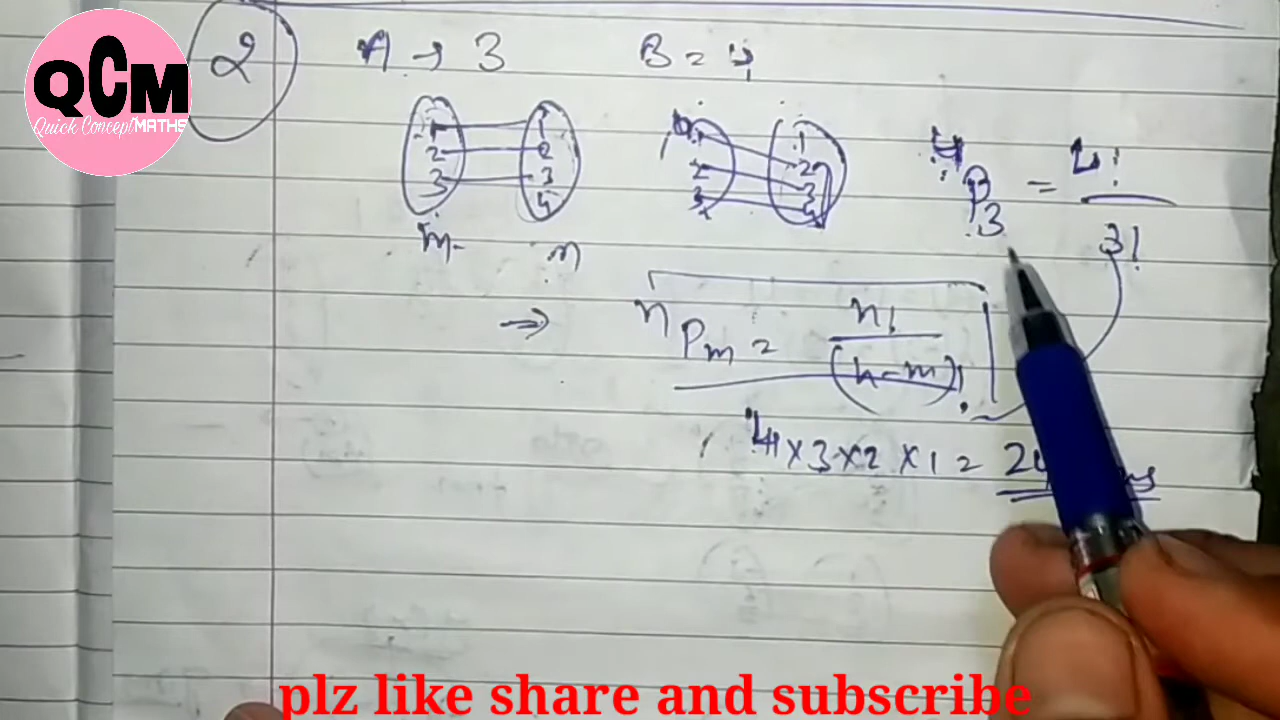 QCM
Quick Concept MATHS
2 A → 3 B = 4
1 1
2 2
3 3
4
m n
1 1
2 2
3 3
4
4P3 = 4! / 3!
⇒ nPm = n! / (n-m)!
4 × 3 × 2 × 1 = 24
plz like share and subscribe